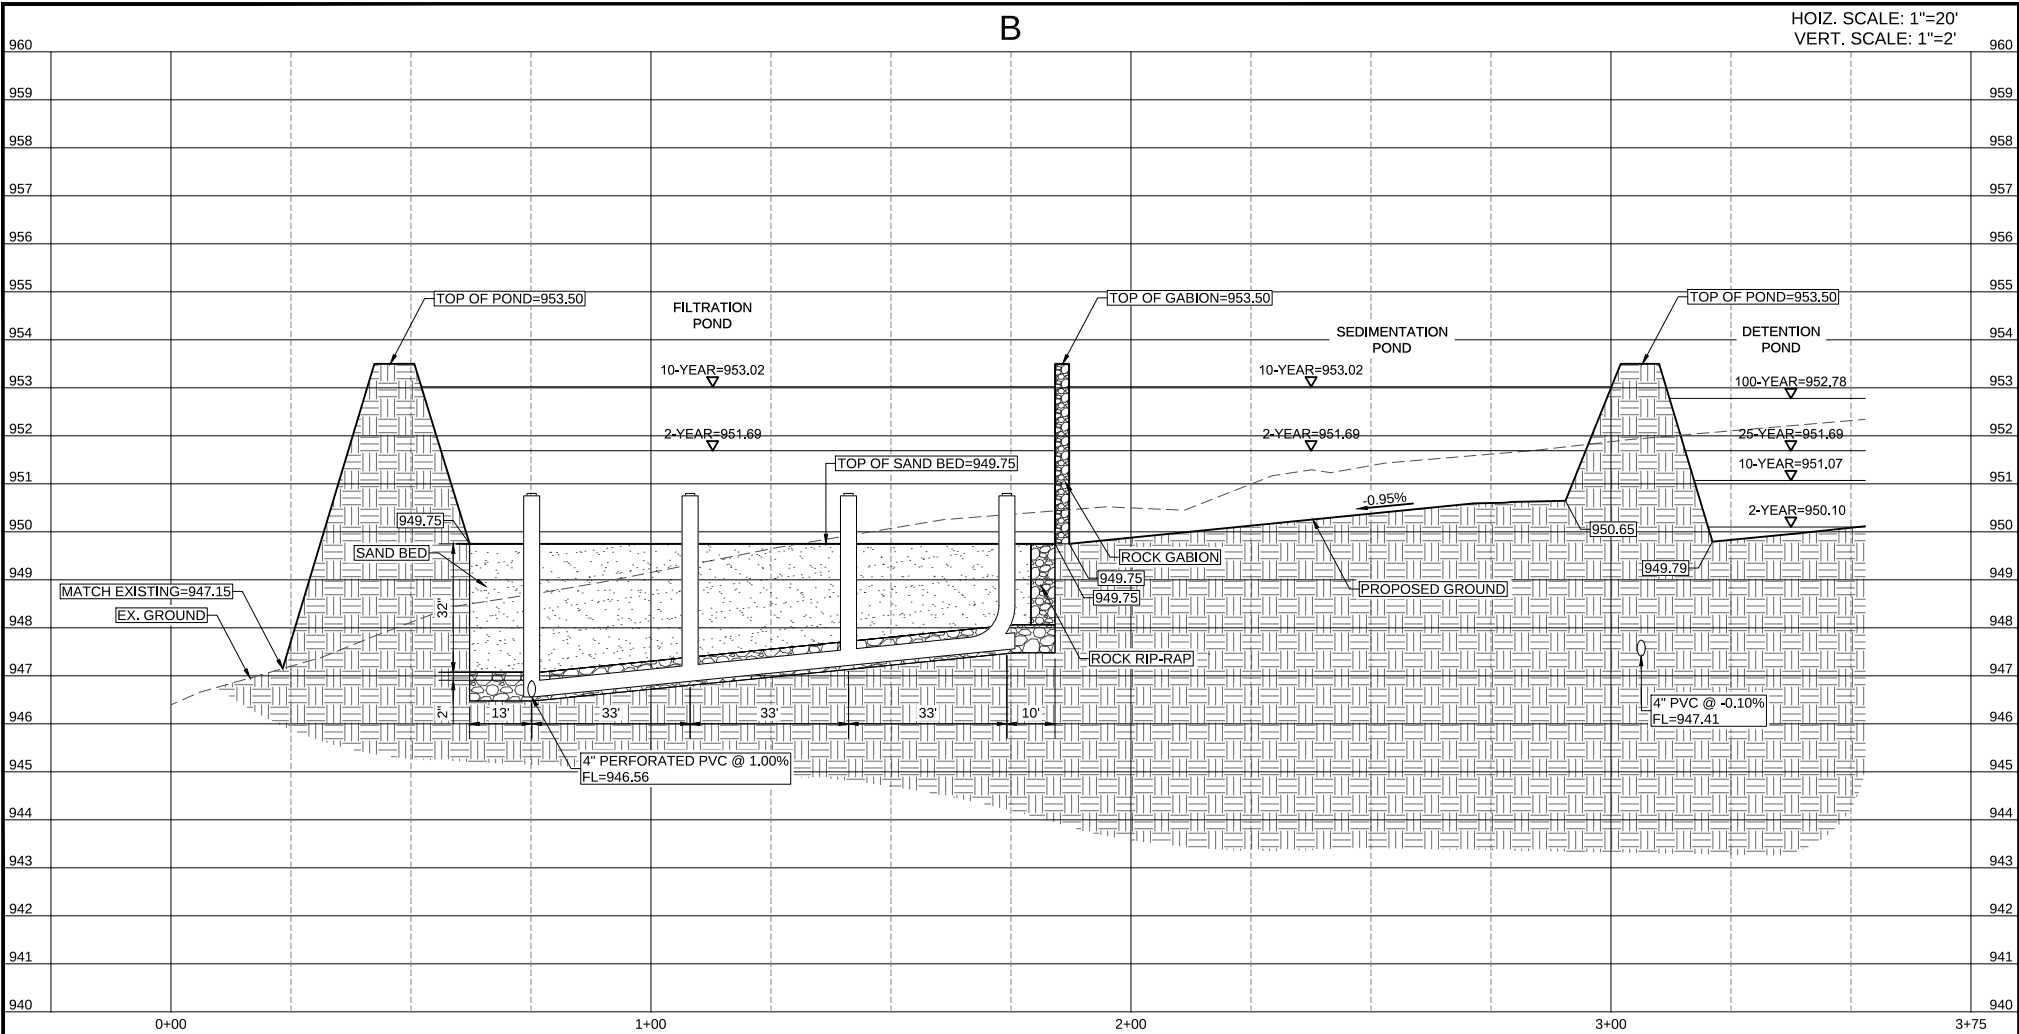 B
HOIZ. SCALE: 1"=20'
VERT. SCALE: 1"=2'
960 960
959 959
958 958
957 957
956 956
955 955
TOP OF POND=953.50
TOP OF GABION=953.50
TOP OF POND=953.50
FILTRATION
POND
SEDIMENTATION
POND
DETENTION
POND
954 954
10-YEAR=953.02
10-YEAR=953.02
953 953
100-YEAR=952.78
952 952
2-YEAR=951.69
2-YEAR=951.69
25-YEAR=951.69
TOP OF SAND BED=949.75
10-YEAR=951.07
951 951
-0.95%
2-YEAR=950.10
950 950
949.75
950.65
SAND BED
ROCK GABION
949.79
949 949
949.75
MATCH EXISTING=947.15
PROPOSED GROUND
949.75
EX. GROUND
32"
948 948
ROCK RIP-RAP
947 947
2"
13'
33'
33'
33'
10'
4" PVC @ -0.10%
FL=947.41
946 946
4" PERFORATED PVC @ 1.00%
FL=946.56
945 945
944 944
943 943
942 942
941 941
940 940
0+00 1+00 2+00 3+00 3+75